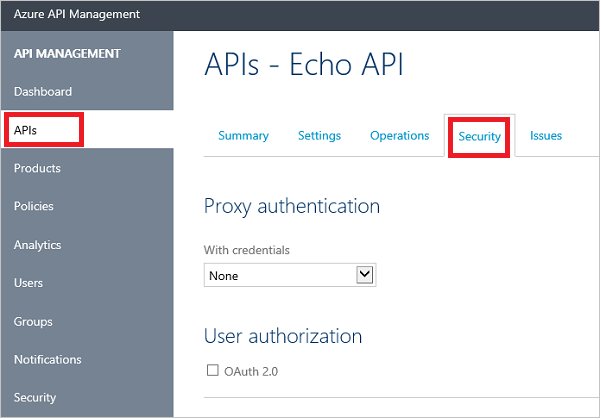 Azure API Management
API MANAGEMENT
Dashboard
APIs
Products
Policies
Analytics
Users
Groups
Notifications
Security
APIs - Echo API
Summary Settings Operations Security Issues
Proxy authentication
With credentials
None
User authorization
OAuth 2.0